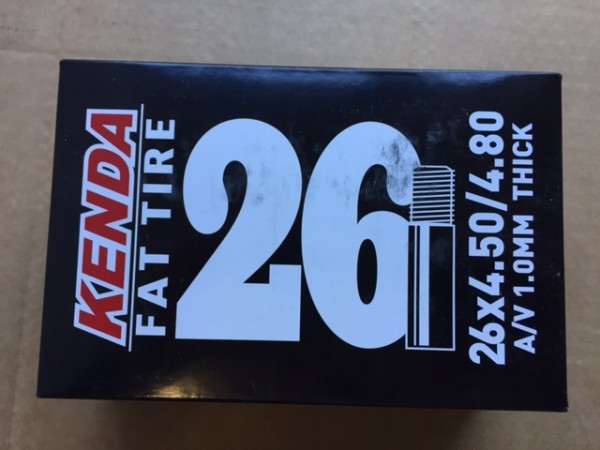 KENDA
FAT TIRE
26
26x4.50/4.80
A/V 1.0MM THICK